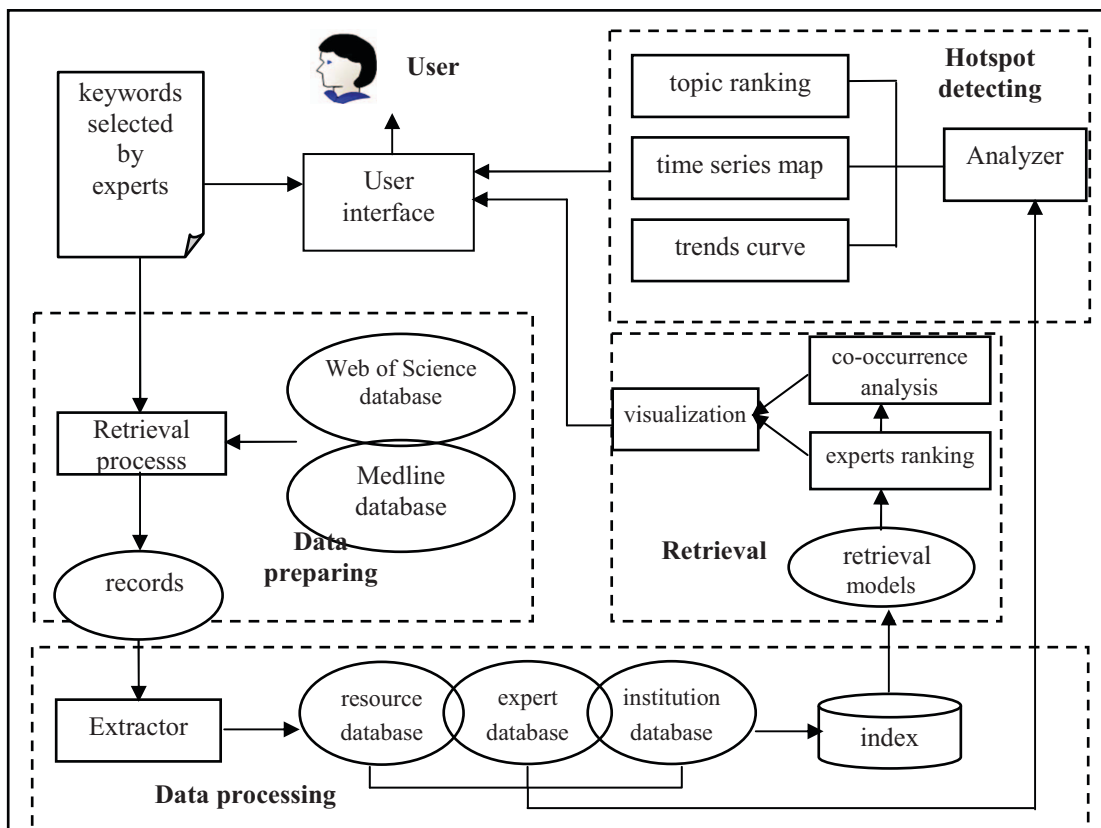 keywords
selected
by
experts
User
User
interface
Hotspot
detecting
topic ranking
time series map
trends curve
Analyzer
Web of Science
database
Medline
database
Retrieval
processs
records
Data
preparing
co-occurrence
analysis
visualization
experts ranking
Retrieval
retrieval
models
Extractor
resource
database
expert
database
institution
database
index
Data processing